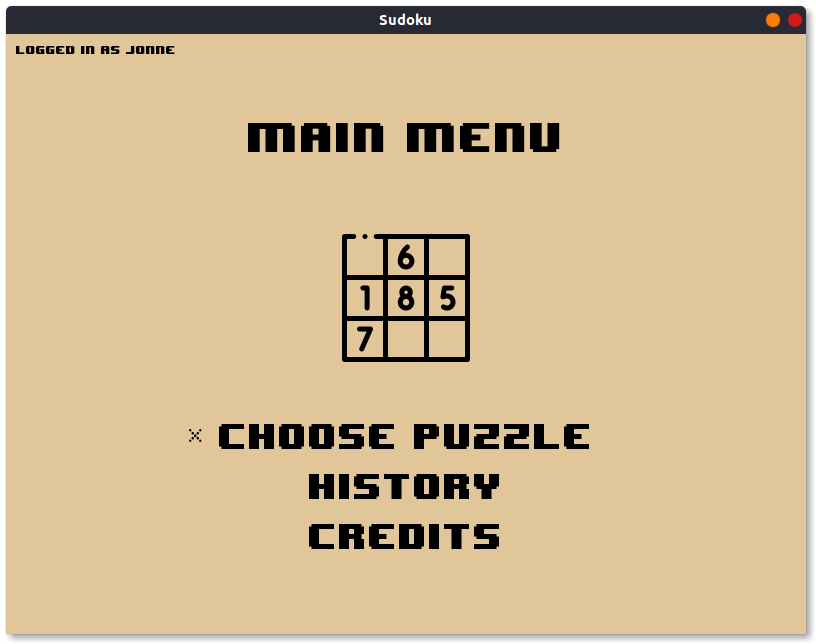 Sudoku
LOGGED IN AS JONNE
MAIN MENU
6
1 8 5
7
× CHOOSE PUZZLE
HISTORY
CREDITS